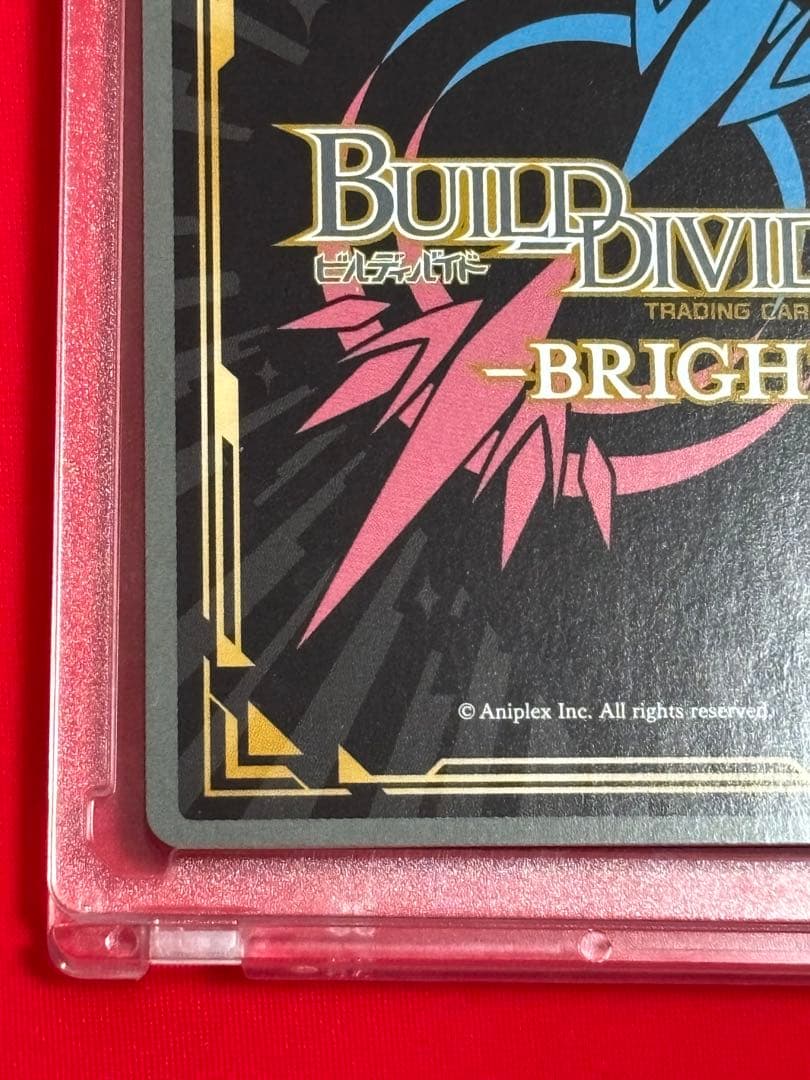 BUILD DIVID
ビルディバイド
TRADING CAR
-BRIGH
© Aniplex Inc. All rights reserved.